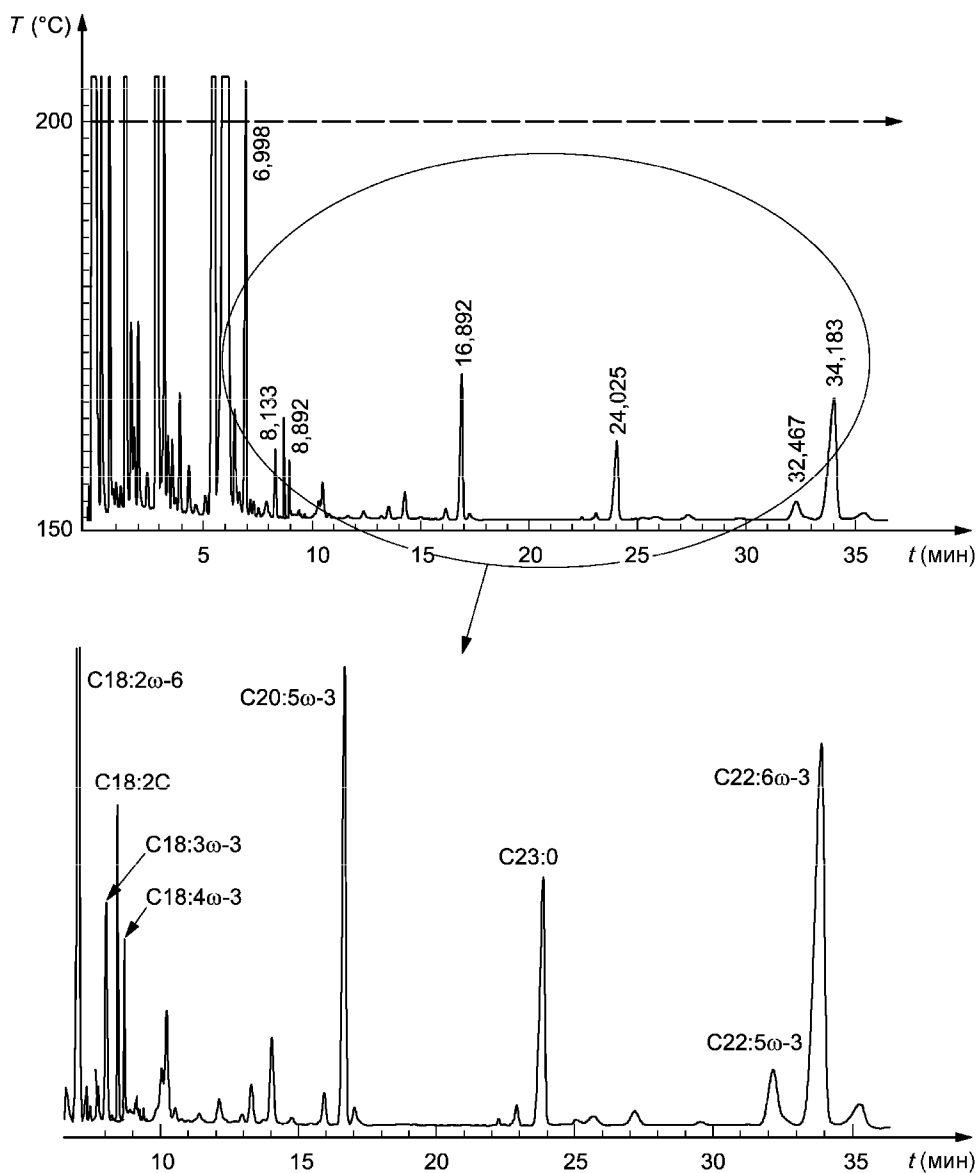 T (°C)
200
6,998
8,133
8,892
16,892
24,025
32,467
34,183
150
5 10 15 20 25 30 35 t (мин)
C18:2ω-6
C20:5ω-3
C18:2C
C22:6ω-3
C18:3ω-3
C23:0
C18:4ω-3
C22:5ω-3
10 15 20 25 30 35 t (мин)